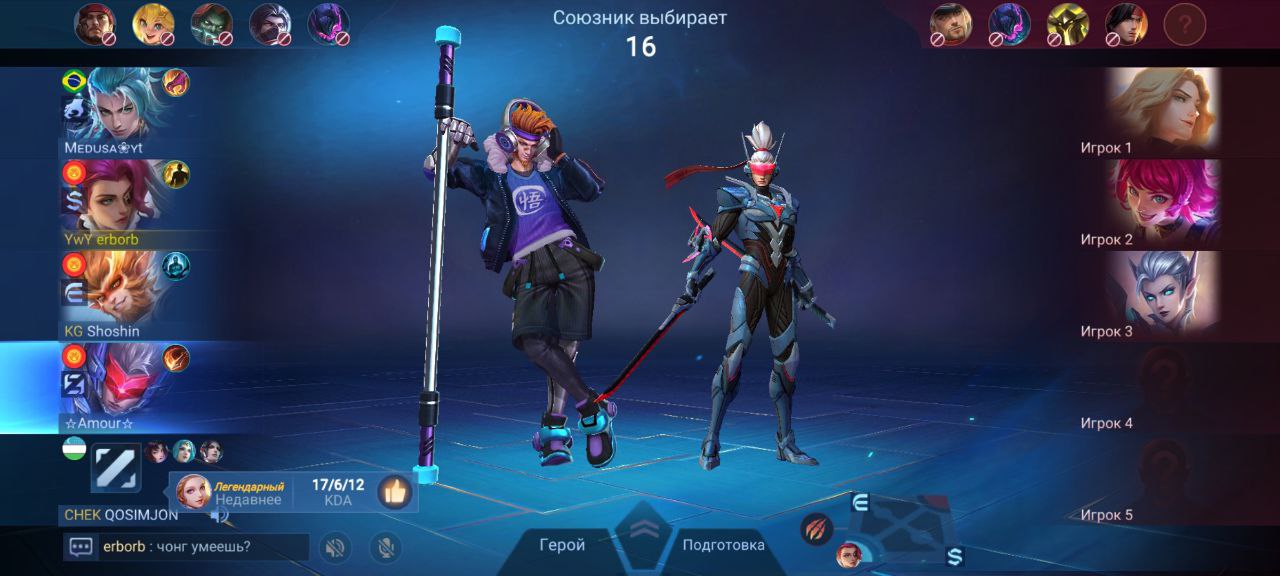 Союзник выбирает
16
MEDUSA❀YT
YwY erborb
KG Shoshin
☆Amour☆
Легендарный
Недавнее
17/6/12
KDA
CHEK QOSIMJON
erborb : чонг умеешь?
悟
Герой
Подготовка
Игрок 1
Игрок 2
Игрок 3
Игрок 4
Игрок 5